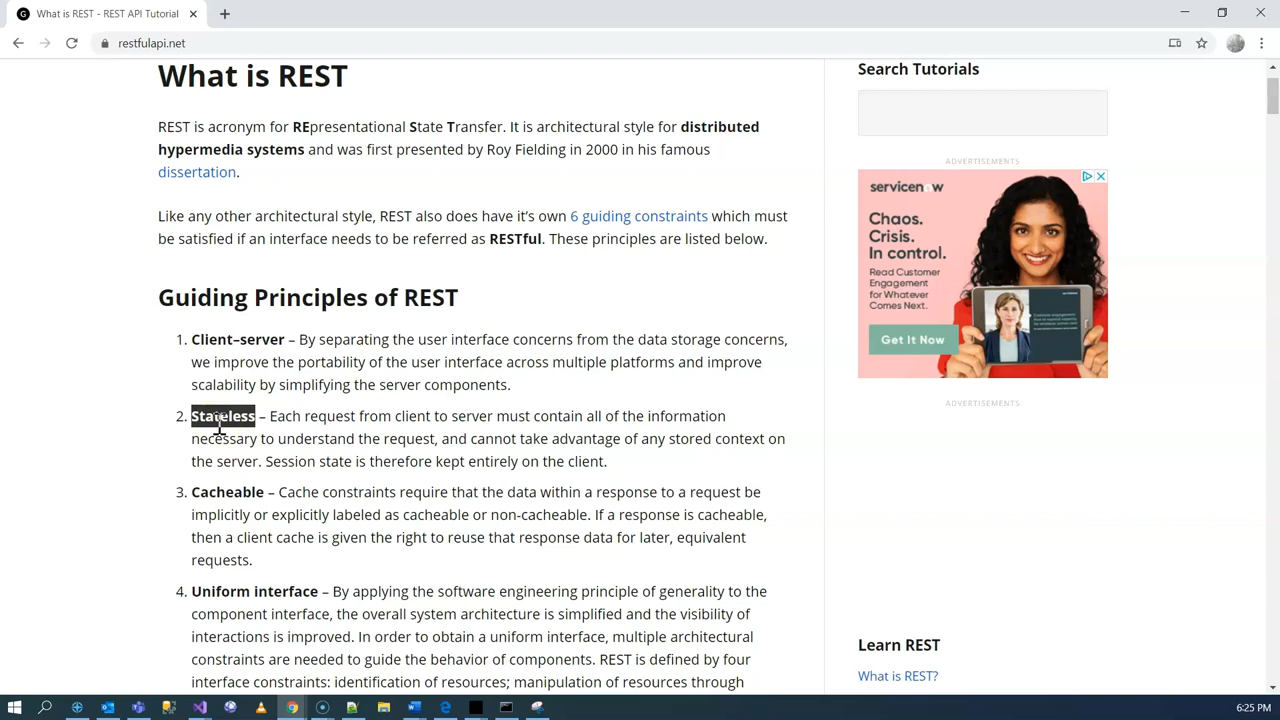 What is REST - REST API Tutorial
restfulapi.net
What is REST
REST is acronym for REpresentational State Transfer. It is architectural style for distributed
hypermedia systems and was first presented by Roy Fielding in 2000 in his famous
dissertation.
Like any other architectural style, REST also does have it's own 6 guiding constraints which must
be satisfied if an interface needs to be referred as RESTful. These principles are listed below.
Guiding Principles of REST
1. Client–server – By separating the user interface concerns from the data storage concerns,
we improve the portability of the user interface across multiple platforms and improve
scalability by simplifying the server components.
2. Stateless – Each request from client to server must contain all of the information
necessary to understand the request, and cannot take advantage of any stored context on
the server. Session state is therefore kept entirely on the client.
3. Cacheable – Cache constraints require that the data within a response to a request be
implicitly or explicitly labeled as cacheable or non-cacheable. If a response is cacheable,
then a client cache is given the right to reuse that response data for later, equivalent
requests.
4. Uniform interface – By applying the software engineering principle of generality to the
component interface, the overall system architecture is simplified and the visibility of
interactions is improved. In order to obtain a uniform interface, multiple architectural
constraints are needed to guide the behavior of components. REST is defined by four
interface constraints: identification of resources; manipulation of resources through
Search Tutorials
ADVERTISEMENTS
servicenow
Chaos.
Crisis.
In control.
Read Customer
Engagement
for Whatever
Comes Next.
Get It Now
ADVERTISEMENTS
Learn REST
What is REST?
6:25 PM